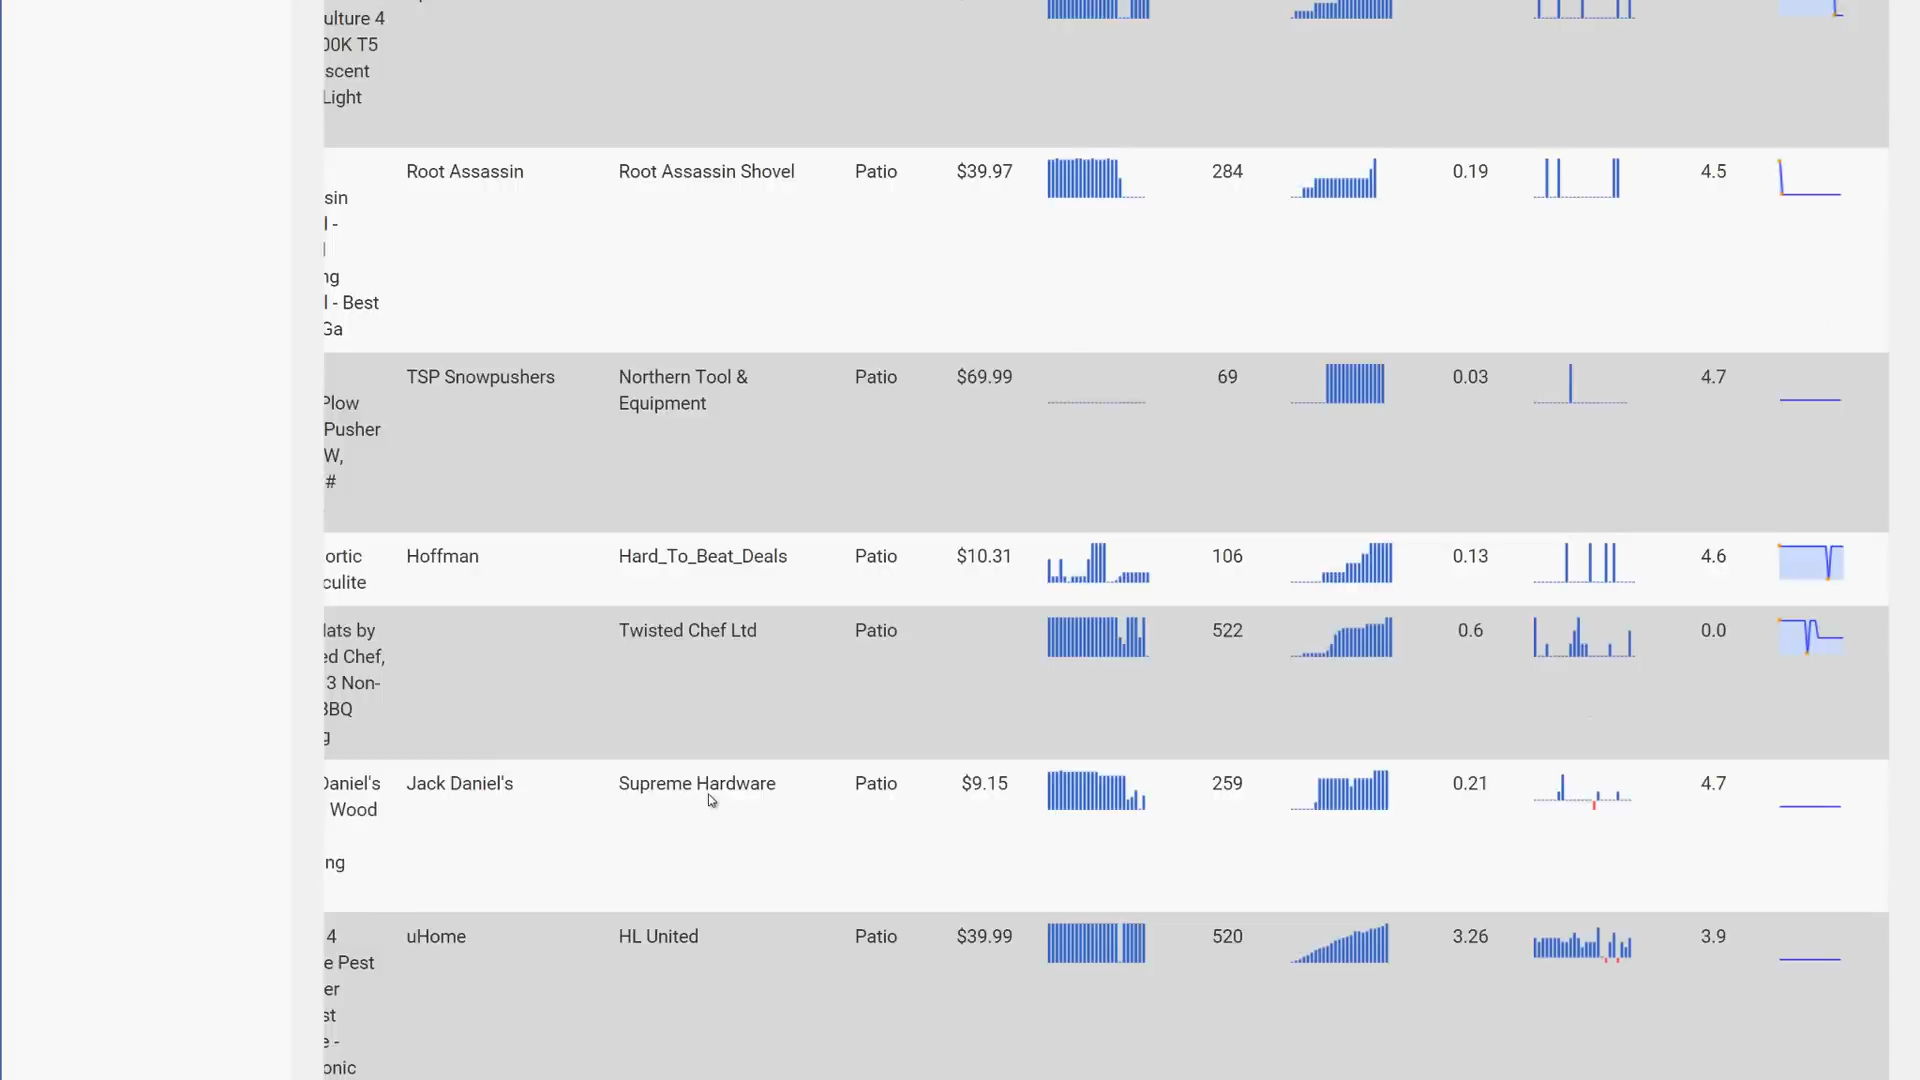 ulture 4
00K T5
scent
Light
Root Assassin Root Assassin Shovel Patio $39.97 284 0.19 4.5
sin
l -
l
ng
l - Best
Ga
TSP Snowpushers Northern Tool & Patio $69.99 69 0.03 4.7
Plow Equipment
Pusher
W,
#
ortic Hoffman Hard_To_Beat_Deals Patio $10.31 106 0.13 4.6
culite
lats by Twisted Chef Ltd Patio 522 0.6 0.0
ed Chef,
3 Non-
BBQ
g
Daniel's Jack Daniel's Supreme Hardware Patio $9.15 259 0.21 4.7
Wood
ng
4 uHome HL United Patio $39.99 520 3.26 3.9
e Pest
er
st
e -
onic